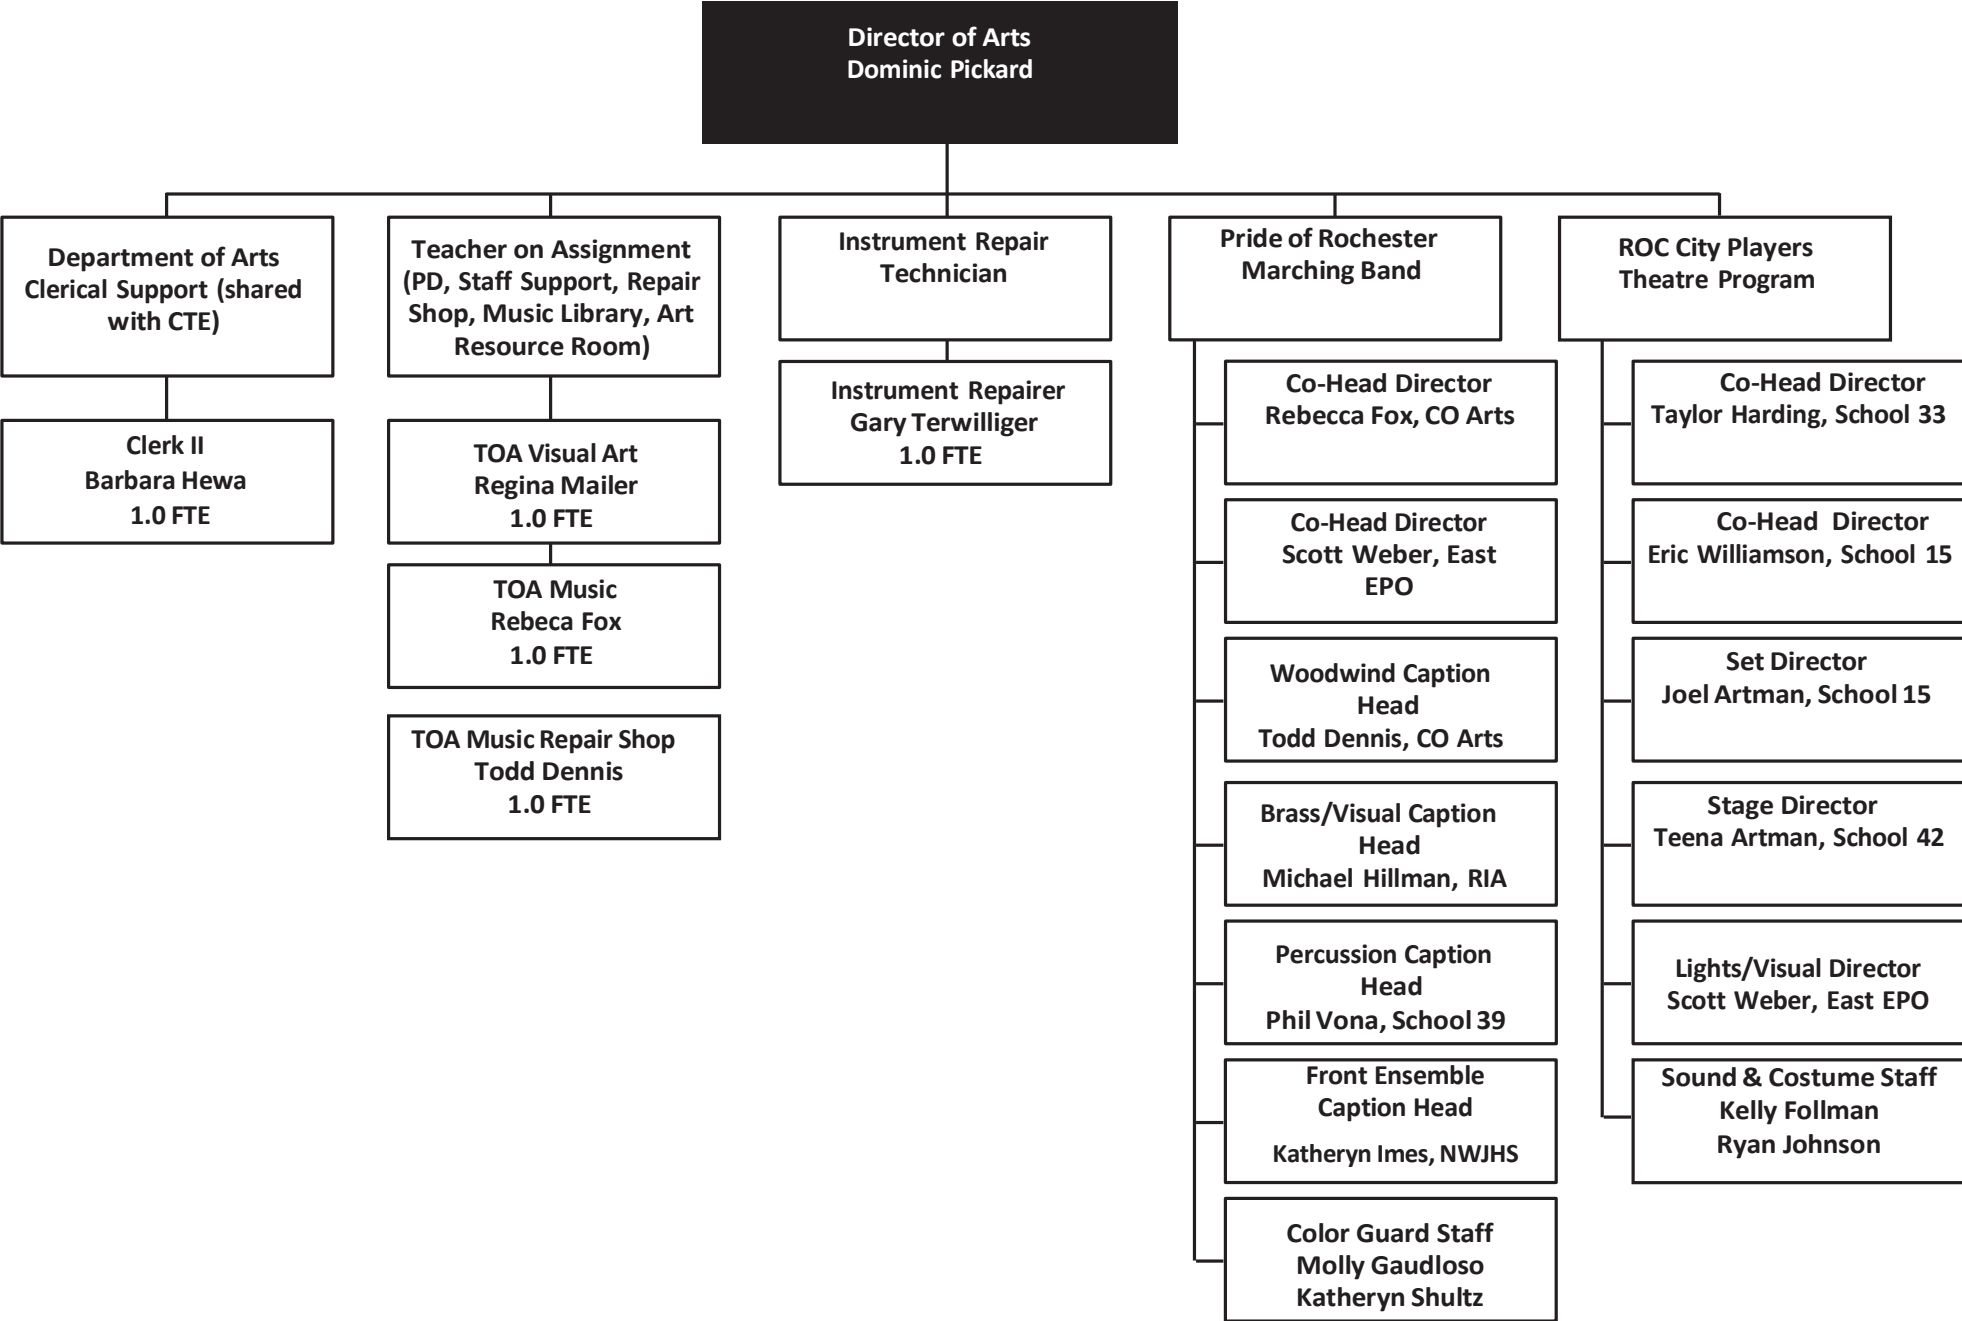 Director of Arts
Dominic Pickard
Department of Arts
Clerical Support (shared
with CTE)
Clerk II
Barbara Hewa
1.0 FTE
Teacher on Assignment
(PD, Staff Support, Repair
Shop, Music Library, Art
Resource Room)
TOA Visual Art
Regina Mailer
1.0 FTE
TOA Music
Rebeca Fox
1.0 FTE
TOA Music Repair Shop
Todd Dennis
1.0 FTE
Instrument Repair
Technician
Instrument Repairer
Gary Terwilliger
1.0 FTE
Pride of Rochester
Marching Band
Co-Head Director
Rebecca Fox, CO Arts
Co-Head Director
Scott Weber, East
EPO
Woodwind Caption
Head
Todd Dennis, CO Arts
Brass/Visual Caption
Head
Michael Hillman, RIA
Percussion Caption
Head
Phil Vona, School 39
Front Ensemble
Caption Head
Katheryn Imes, NWJHS
Color Guard Staff
Molly Gaudloso
Katheryn Shultz
ROC City Players
Theatre Program
Co-Head Director
Taylor Harding, School 33
Co-Head Director
Eric Williamson, School 15
Set Director
Joel Artman, School 15
Stage Director
Teena Artman, School 42
Lights/Visual Director
Scott Weber, East EPO
Sound & Costume Staff
Kelly Follman
Ryan Johnson